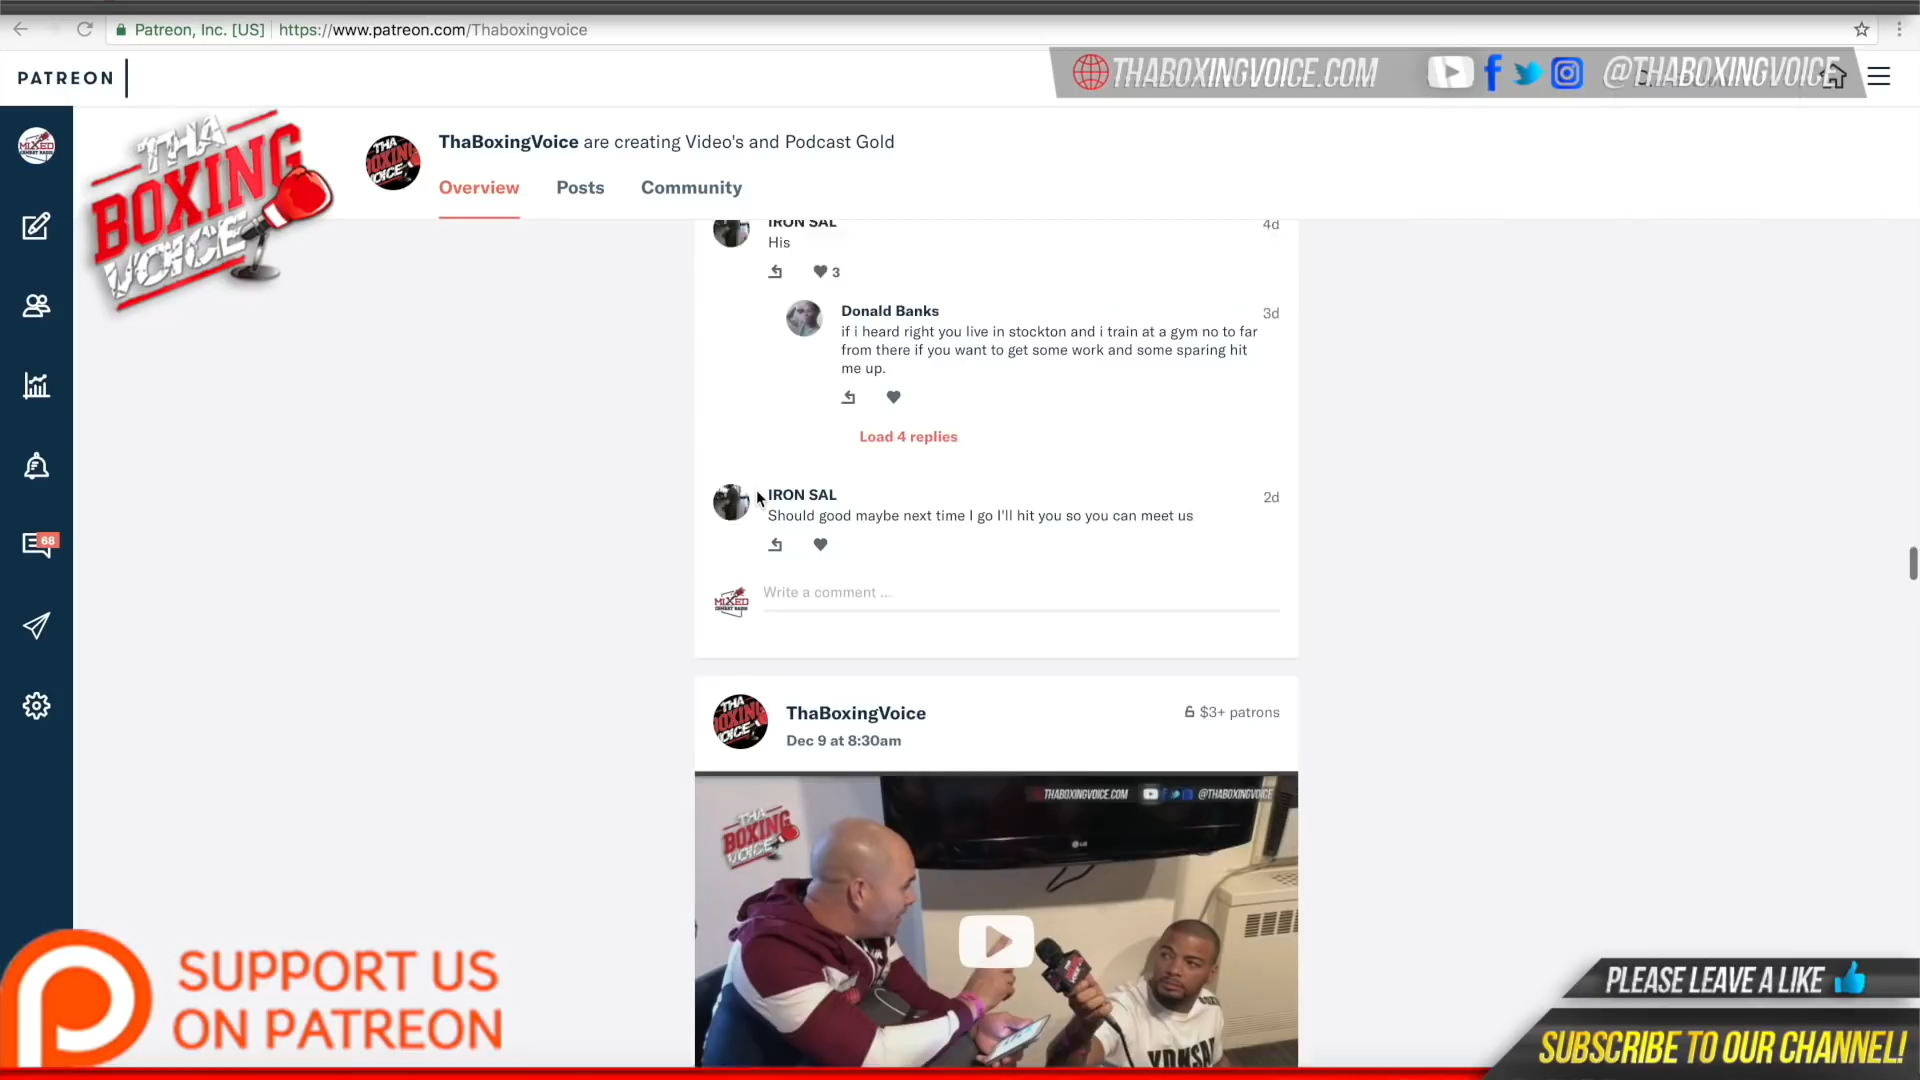 Patreon, Inc. [US] https://www.patreon.com/Thaboxingvoice
PATREON
THABOXINGVOICE.COM @THABOXINGVOICE
THA BOXING VOICE
ThaBoxingVoice are creating Video's and Podcast Gold
Overview Posts Community
IRON SAL 4d
His
3
Donald Banks 3d
if i heard right you live in stockton and i train at a gym no to far
from there if you want to get some work and some sparing hit
me up.
Load 4 replies
IRON SAL 2d
Should good maybe next time I go I'll hit you so you can meet us
68
Write a comment ...
ThaBoxingVoice $3+ patrons
Dec 9 at 8:30am
THABOXINGVOICE.COM @THABOXINGVOICE
THA BOXING VOICE
LG
SUPPORT US
ON PATREON
PLEASE LEAVE A LIKE
SUBSCRIBE TO OUR CHANNEL!